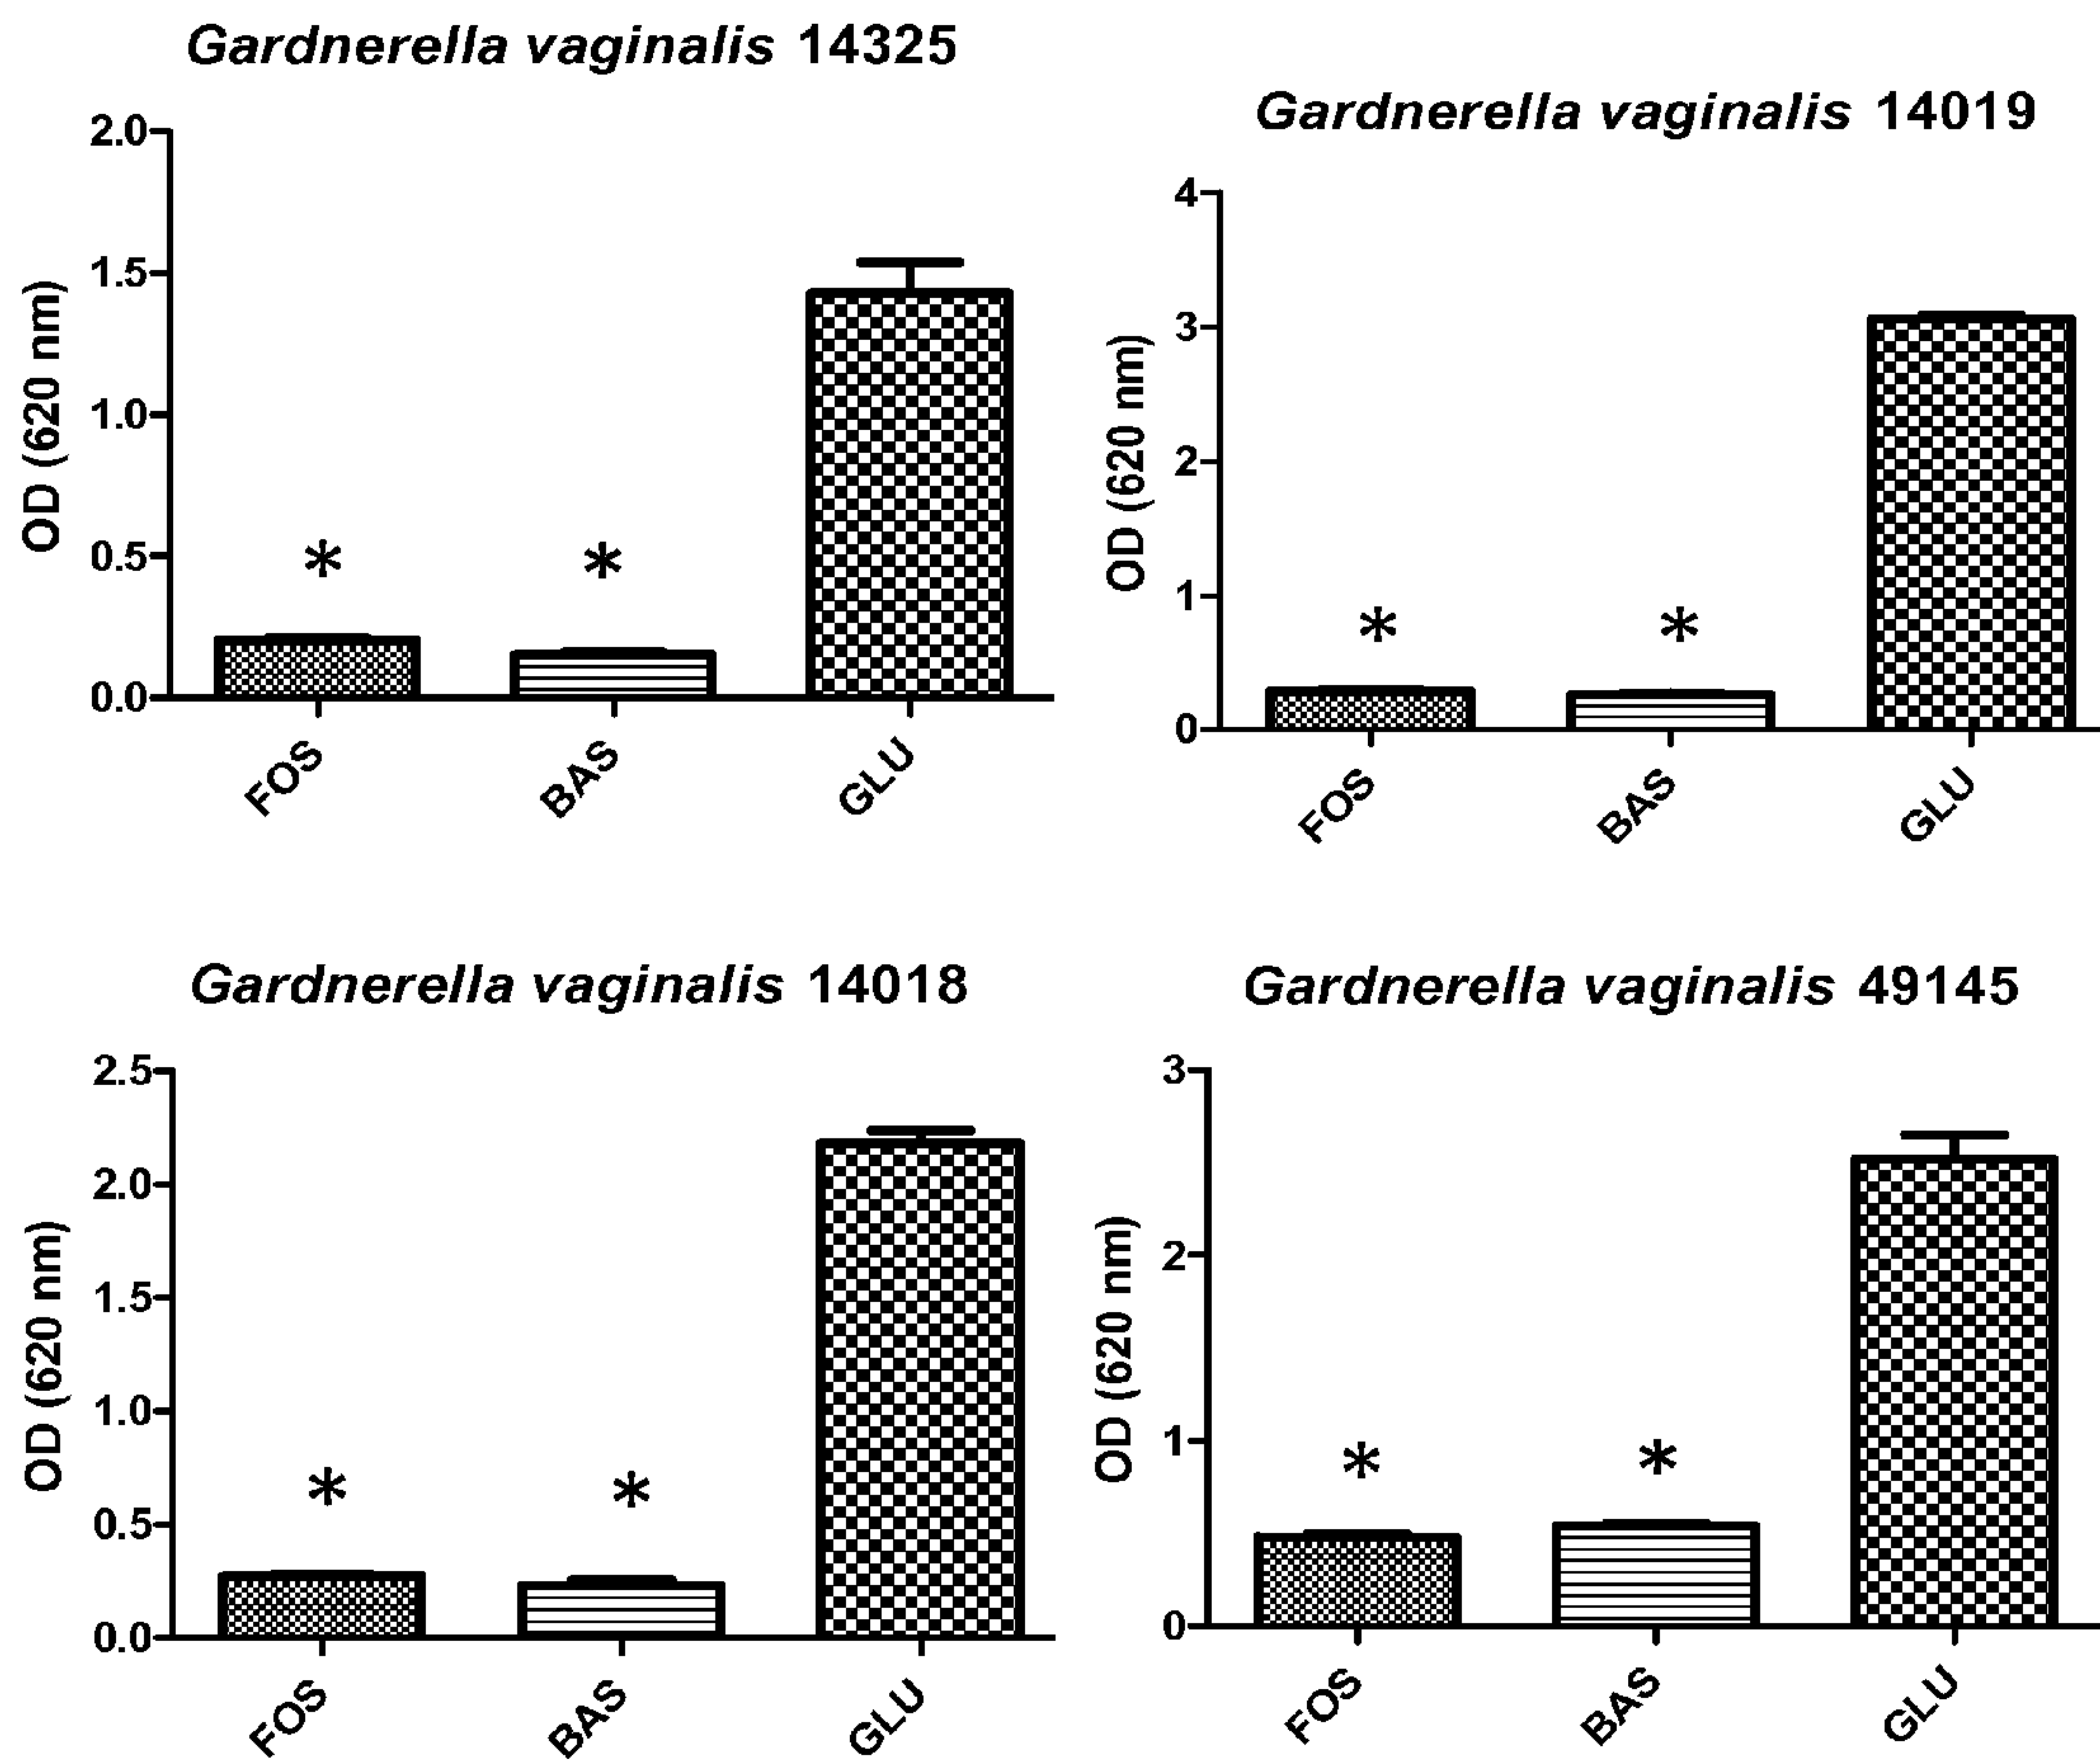 Gardnerella vaginalis 14325
2.0
1.5
1.0
0.5
0.0
OD (620 nm)
*
*
FOS
BAS
GLU
Gardnerella vaginalis 14019
4
3
2
1
0
OD (620 nm)
*
*
FOS
BAS
GLU
Gardnerella vaginalis 14018
2.5
2.0
1.5
1.0
0.5
0.0
OD (620 nm)
*
*
FOS
BAS
GLU
Gardnerella vaginalis 49145
3
2
1
0
OD (620 nm)
*
*
FOS
BAS
GLU